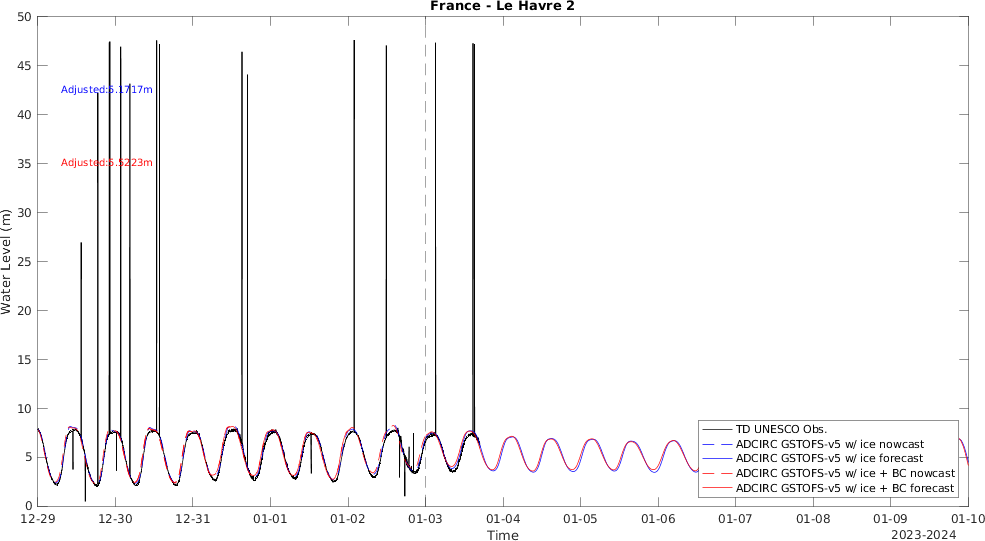 France - Le Havre 2
50
45
40
35
30
25
20
15
10
5
0
Water Level (m)
Adjusted:5.1717m
Adjusted:5.5223m
TD UNESCO Obs.
ADCIRC GSTOFS-v5 w/ ice nowcast
ADCIRC GSTOFS-v5 w/ ice forecast
ADCIRC GSTOFS-v5 w/ ice + BC nowcast
ADCIRC GSTOFS-v5 w/ ice + BC forecast
12-29 12-30 12-31 01-01 01-02 01-03 01-04 01-05 01-06 01-07 01-08 01-09 01-10
Time
2023-2024